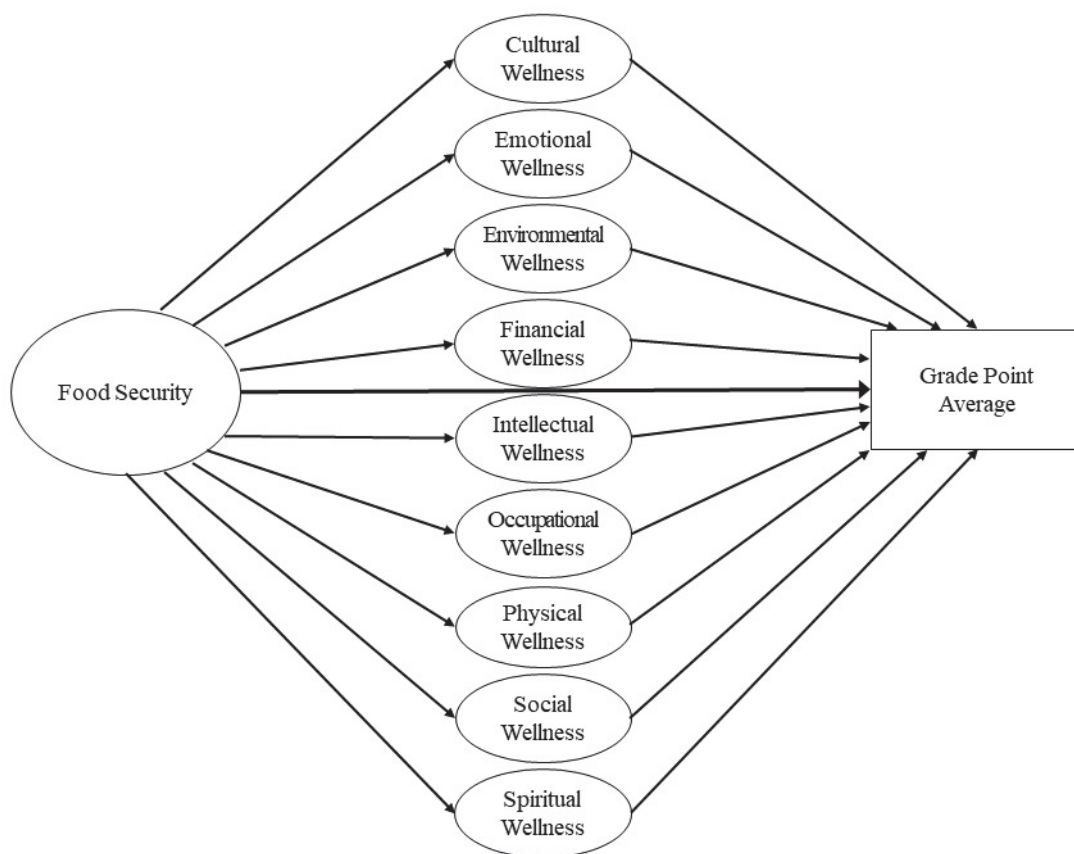 Cultural
Wellness
Emotional
Wellness
Environmental
Wellness
Financial
Wellness
Food Security
Grade Point
Average
Intellectual
Wellness
Occupational
Wellness
Physical
Wellness
Social
Wellness
Spiritual
Wellness